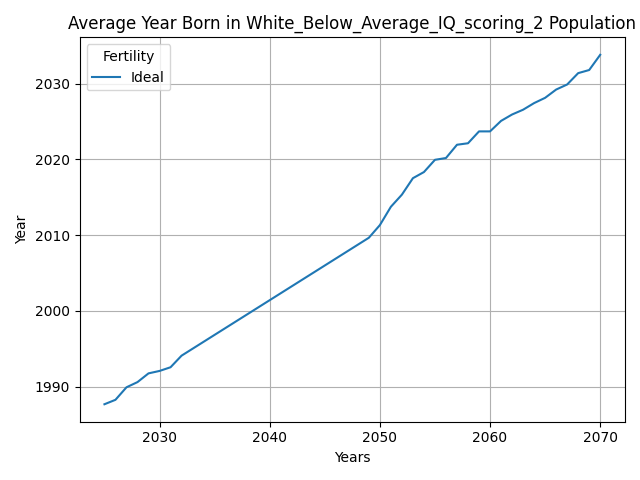 Average Year Born in White_Below_Average_IQ_scoring_2 Population
Fertility
Ideal
Year
2030
2020
2010
2000
1990
2030 2040 2050 2060 2070
Years